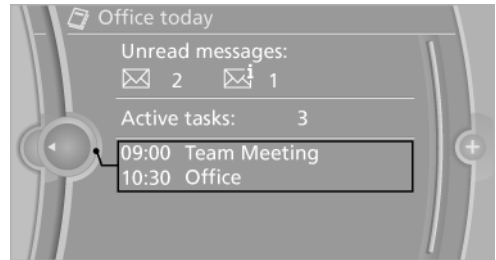 Office today
Unread messages:
2 i 1
Active tasks: 3
09:00 Team Meeting
10:30 Office